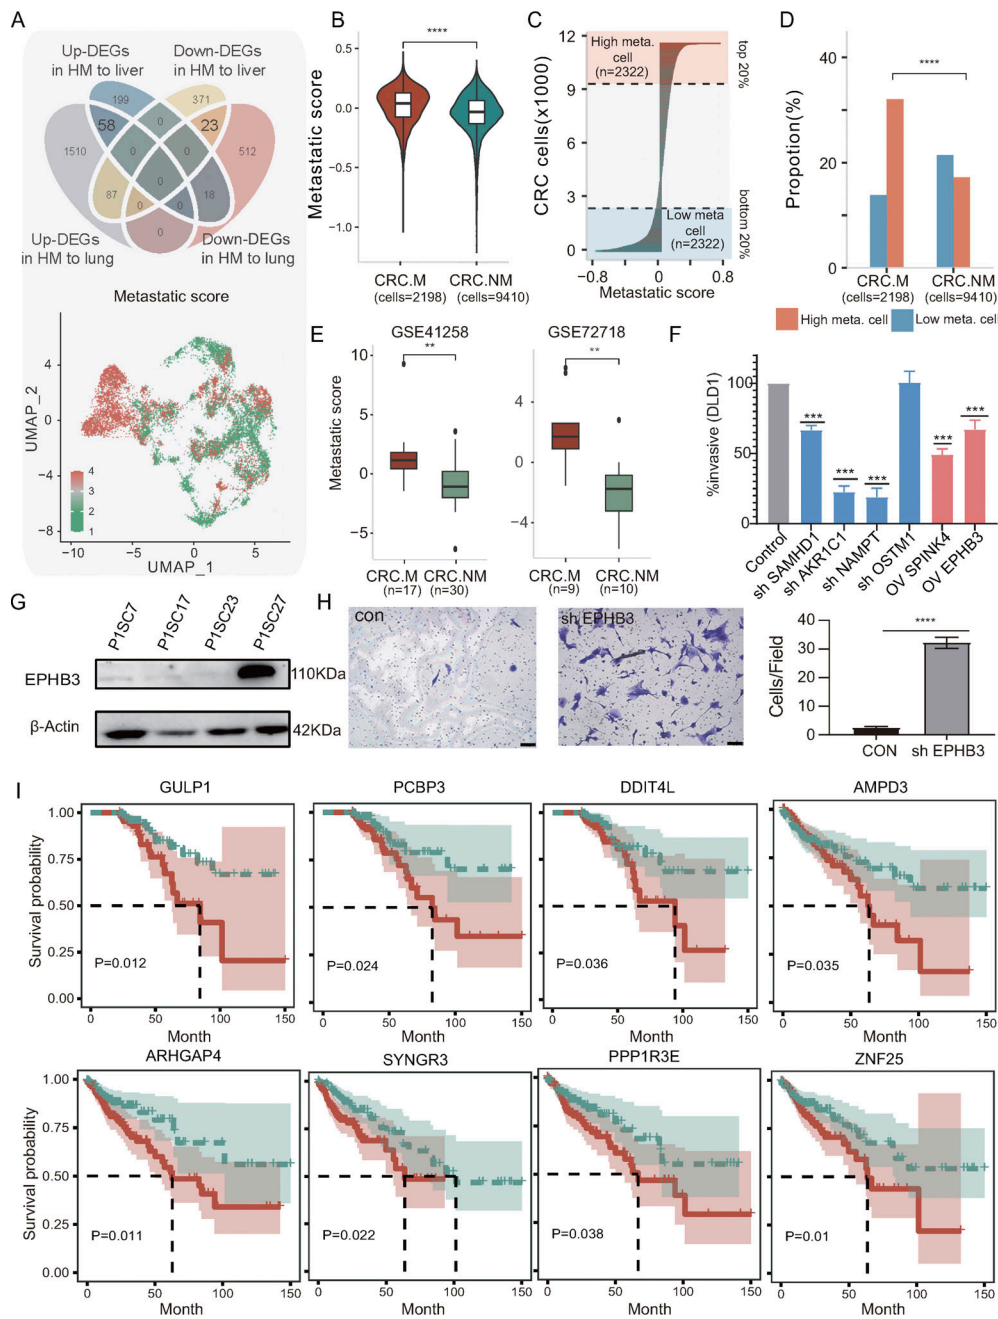 A
Up-DEGs
in HM to liver
Down-DEGs
in HM to liver
199
371
58
0
23
1510
0
0
512
0
87
0
0
18
0
Up-DEGs
in HM to lung
Down-DEGs
in HM to lung
Metastatic score
UMAP_2
4
0
−4
−8
4
3
2
1
−10
−5
0
5
UMAP_1
B
Metastatic score
****
0.5
0.0
−0.5
−1.0
CRC.M
(cells=2198)
CRC.NM
(cells=9410)
C
CRC cells(x1000)
12
9
6
3
0
High meta.
cell
(n=2322)
top 20%
Low meta
cell
(n=2322)
bottom 20%
−0.8
0
0.8
Metastatic score
D
Propotion(%)
****
40
20
0
CRC.M
(cells=2198)
CRC.NM
(cells=9410)
High meta. cell
Low meta. cell
E
GSE41258
Metastatic score
**
8
4
0
−4
CRC.M
(n=17)
CRC.NM
(n=30)
GSE72718
**
4
0
−4
CRC.M
(n=9)
CRC.NM
(n=10)
F
%invasive (DLD1)
100
50
0
***
***
***
***
***
Control
sh SAMHD1
sh AKR1C1
sh NAMPT
sh OSTM1
OV SPINK4
OV EPHB3
G
P1SC7
P1SC17
P1SC23
P1SC27
EPHB3
110KDa
β-Actin
42KDa
H
con
sh EPHB3
Cells/Field
****
40
30
20
10
0
CON
sh EPHB3
I
GULP1
Survival probability
1.00
0.75
0.50
0.25
0.00
P=0.012
0
50
100
150
Month
PCBP3
P=0.024
0
50
100
150
Month
DDIT4L
P=0.036
0
50
100
150
Month
AMPD3
P=0.035
0
50
100
150
Month
ARHGAP4
Survival probability
1.00
0.75
0.50
0.25
0.00
P=0.011
0
50
100
150
Month
SYNGR3
P=0.022
0
50
100
150
Month
PPP1R3E
P=0.038
0
50
100
150
Month
ZNF25
P=0.01
0
50
100
150
Month